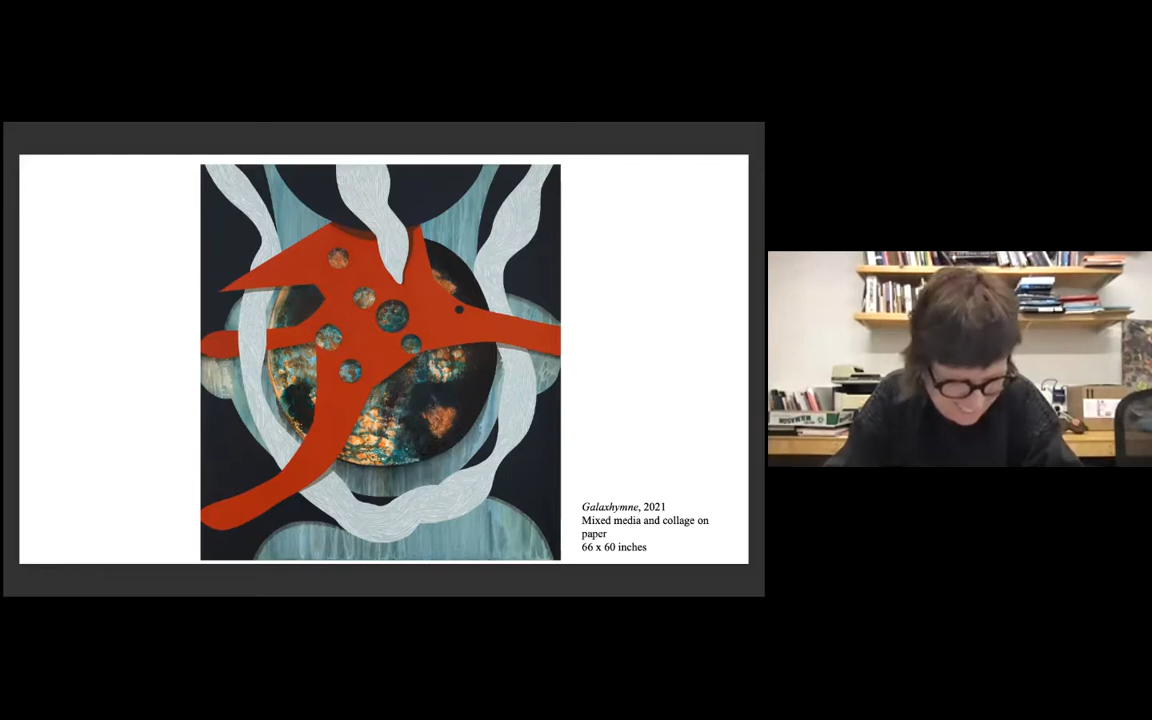 Galaxhymne, 2021
Mixed media and collage on
paper
66 x 60 inches